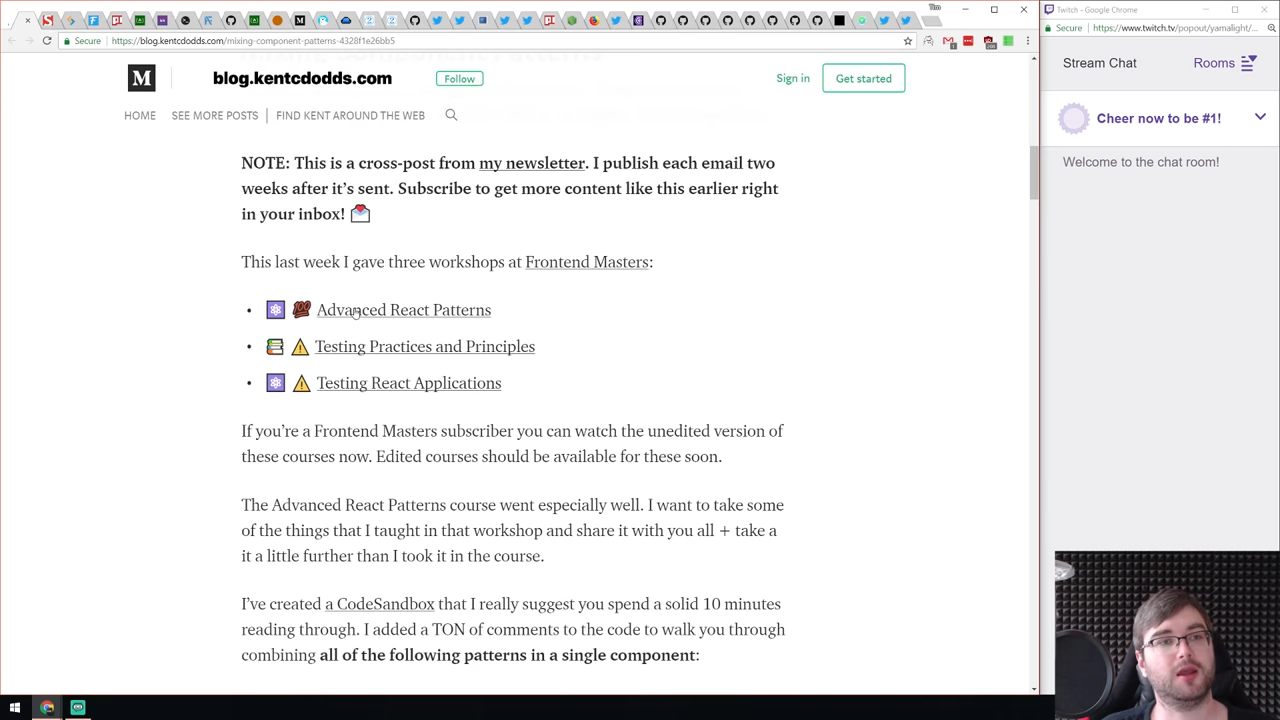 Tim
Twitch - Google Chrome
Secure
https://blog.kentcdodds.com/mixing-component-patterns-4328f1e26bb5
Secure
https://www.twitch.tv/popout/yamalight/...
M
blog.kentcdodds.com
Follow
Sign in
Get started
Stream Chat
Rooms
HOME
SEE MORE POSTS
FIND KENT AROUND THE WEB
Cheer now to be #1!
Welcome to the chat room!
NOTE: This is a cross-post from my newsletter. I publish each email two
weeks after it’s sent. Subscribe to get more content like this earlier right
in your inbox!
This last week I gave three workshops at Frontend Masters:
• 💯 Advanced React Patterns
• Testing Practices and Principles
• Testing React Applications
If you’re a Frontend Masters subscriber you can watch the unedited version of
these courses now. Edited courses should be available for these soon.
The Advanced React Patterns course went especially well. I want to take some
of the things that I taught in that workshop and share it with you all + take a
it a little further than I took it in the course.
I’ve created a CodeSandbox that I really suggest you spend a solid 10 minutes
reading through. I added a TON of comments to the code to walk you through
combining all of the following patterns in a single component: